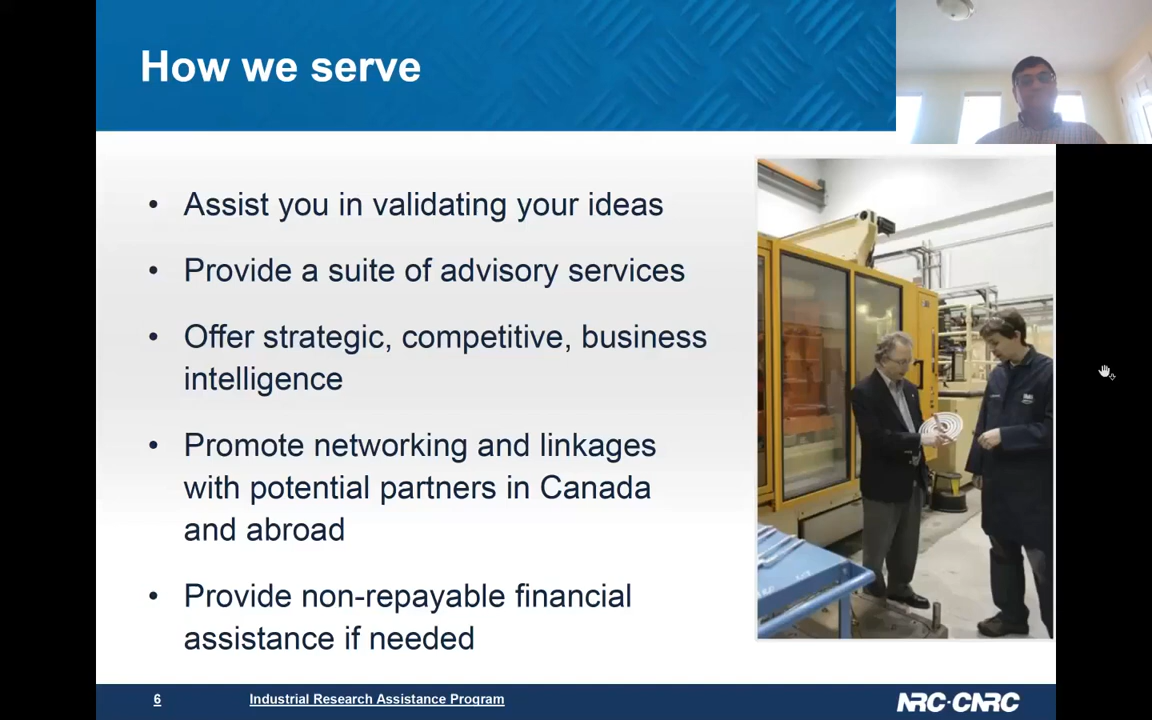 How we serve
• Assist you in validating your ideas
• Provide a suite of advisory services
• Offer strategic, competitive, business
intelligence
• Promote networking and linkages
with potential partners in Canada
and abroad
• Provide non-repayable financial
assistance if needed
6
Industrial Research Assistance Program
NRC·CNRC